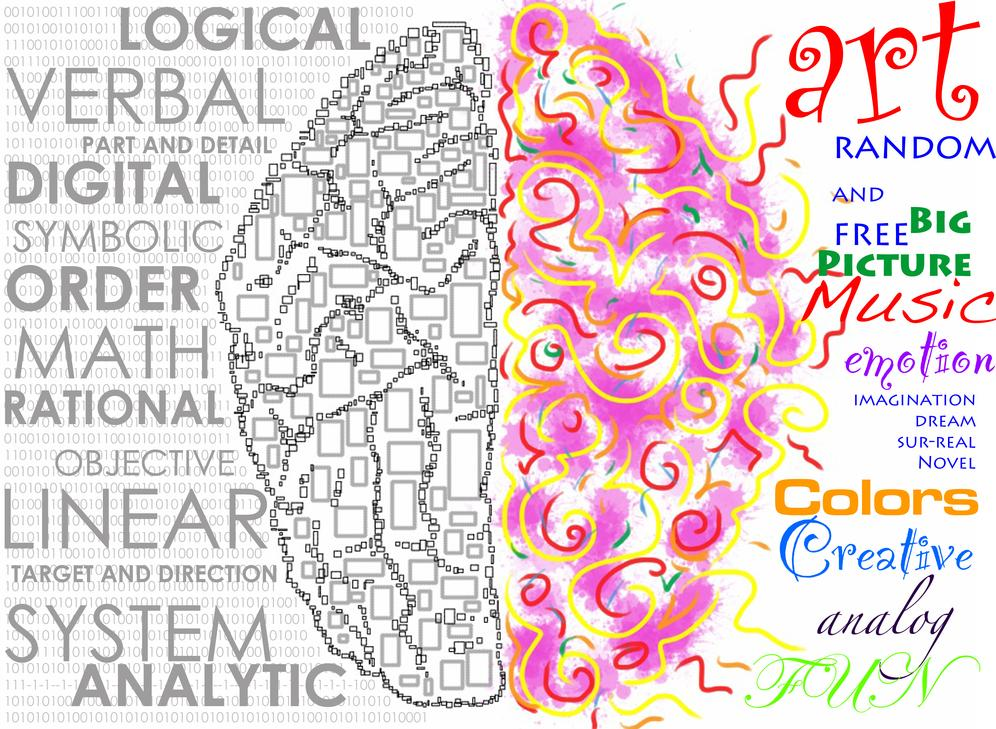 LOGICAL
VERBAL
PART AND DETAIL
DIGITAL
SYMBOLIC
ORDER
MATH
RATIONAL
OBJECTIVE
LINEAR
TARGET AND DIRECTION
SYSTEM
ANALYTIC
art
RANDOM
AND
FREE
BIG
PICTURE
Music
emotion
IMAGINATION
DREAM
SUR-REAL
NOVEL
Colors
Creative
analog
FUN